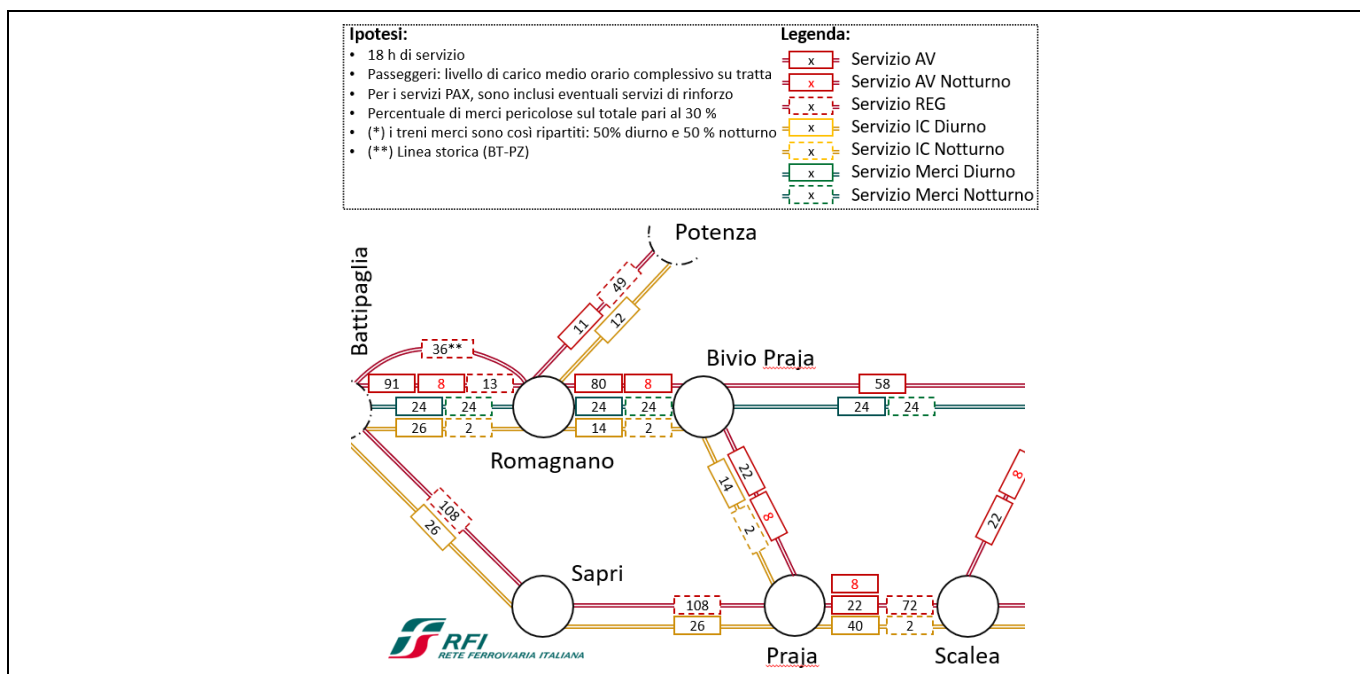 Ipotesi:
• 18 h di servizio
• Passeggeri: livello di carico medio orario complessivo su tratta
• Per i servizi PAX, sono inclusi eventuali servizi di rinforzo
• Percentuale di merci pericolose sul totale pari al 30 %
• (*) i treni merci sono così ripartiti: 50% diurno e 50 % notturno
• (**) Linea storica (BT-PZ)
Legenda:
x Servizio AV
x Servizio AV Notturno
x Servizio REG
x Servizio IC Diurno
x Servizio IC Notturno
x Servizio Merci Diurno
x Servizio Merci Notturno
Potenza
Battipaglia
49
11
12
36**
Bivio Praja
91 8 13 80 8 58
24 24 24 24 24 24
26 2 14 2
Romagnano
22
14
8
2
8
22
108
26
Sapri
8
108 22 72
26 40 2
Praja
Scalea
RFI
RETE FERROVIARIA ITALIANA